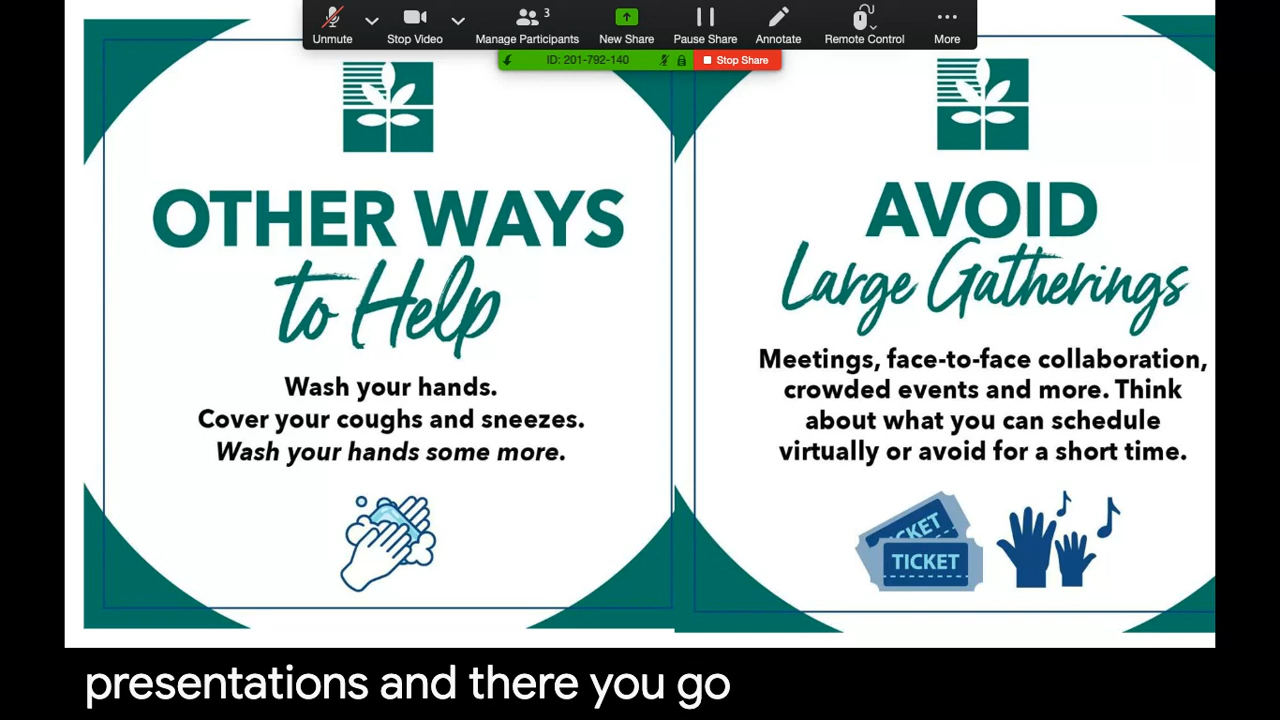 Unmute
Stop Video
3
Manage Participants
New Share
Pause Share
Annotate
Remote Control
More
ID: 201-792-140
Stop Share
OTHER WAYS
to Help
Wash your hands.
Cover your coughs and sneezes.
Wash your hands some more.
AVOID
Large Gatherings
Meetings, face-to-face collaboration,
crowded events and more. Think
about what you can schedule
virtually or avoid for a short time.
CKET
TICKET
presentations and there you go